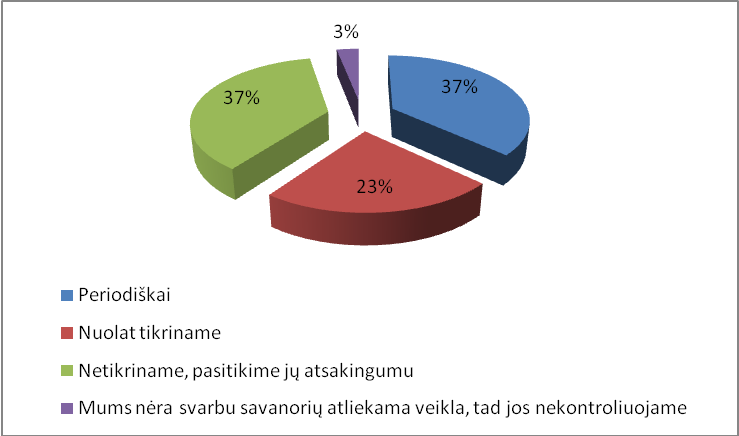 3%
37%
37%
23%
Periodiškai
Nuolat tikriname
Netikriname, pasitikime jų atsakingumu
Mums nėra svarbu savanorių atliekama veikla, tad jos nekontroliuojame